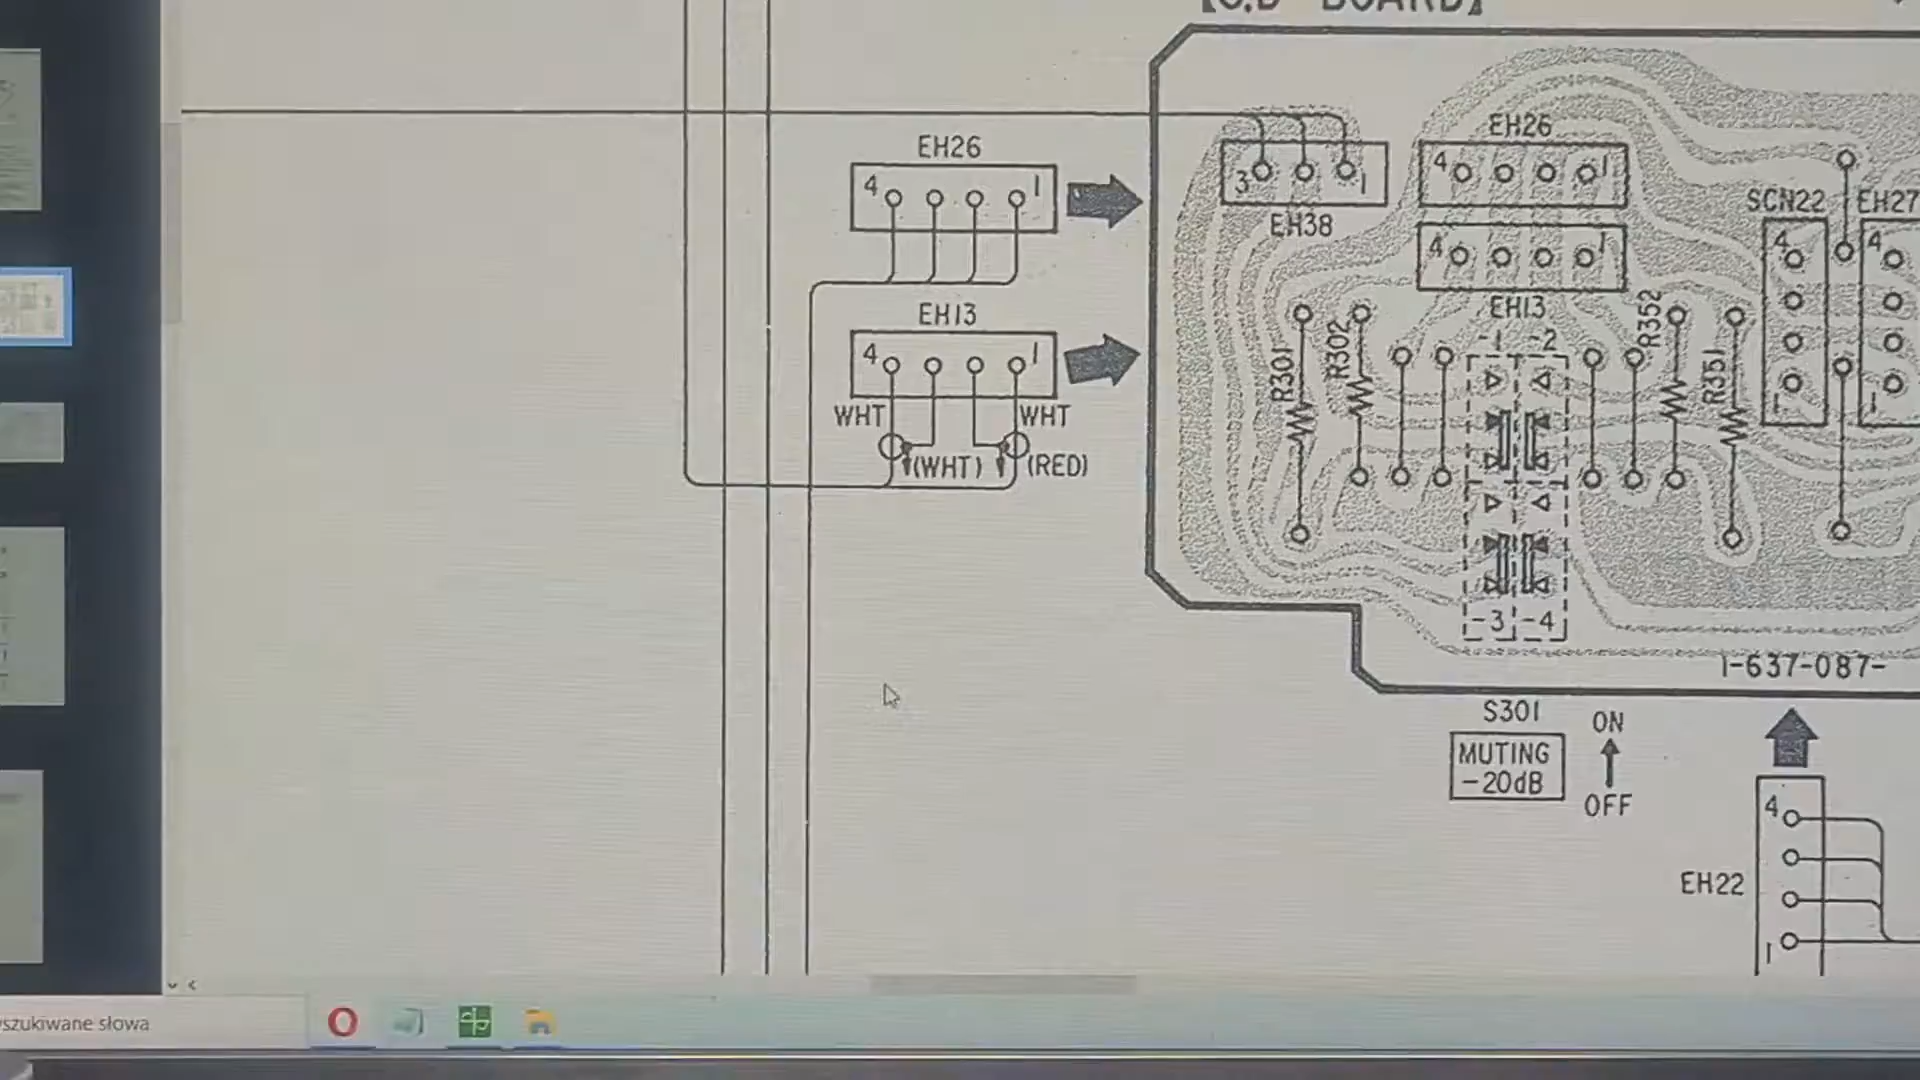 BOARD】
EH26
4 1
EH13
4 1
WHT WHT
(WHT) (RED)
3 1
EH38
EH26
4 1
4 1
EH13
-1 -2
R301
R302
R352
R351
SCN22 EH27
4 4
1 1
-3 -4
1-637-087-
S301
MUTING
-20dB
ON
OFF
EH22
4
1
szukiwane słowa